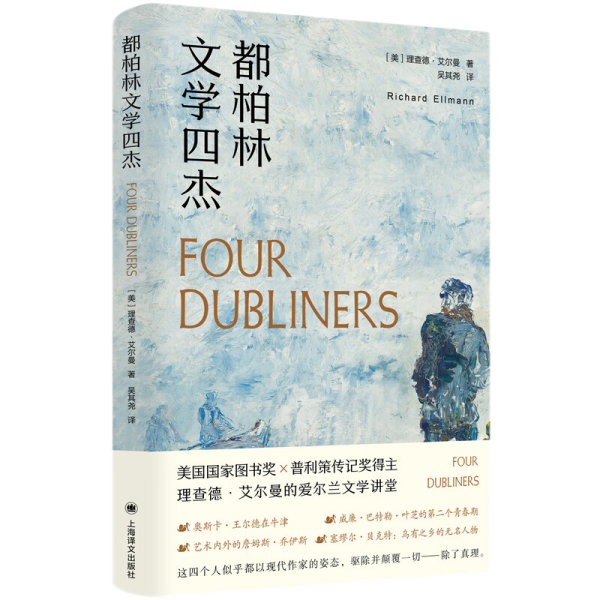 都柏林
文学四杰
[美]理查德·艾尔曼 著
吴其尧 译
Richard Ellmann
FOUR
DUBLINERS
美国国家图书奖×普利策传记奖得主
理查德·艾尔曼的爱尔兰文学讲堂
FOUR
DUBLINERS
奥斯卡·王尔德在牛津
威廉·巴特勒·叶芝的第二个青春期
艺术内外的詹姆斯·乔伊斯
塞缪尔·贝克特：乌有之乡的无名人物
这四个人似乎都以现代作家的姿态，驱除并颠覆一切——除了真理。
都柏林文学四杰
FOUR DUBLINERS
[美]理查德·艾尔曼 著 吴其尧 译
上海译文出版社